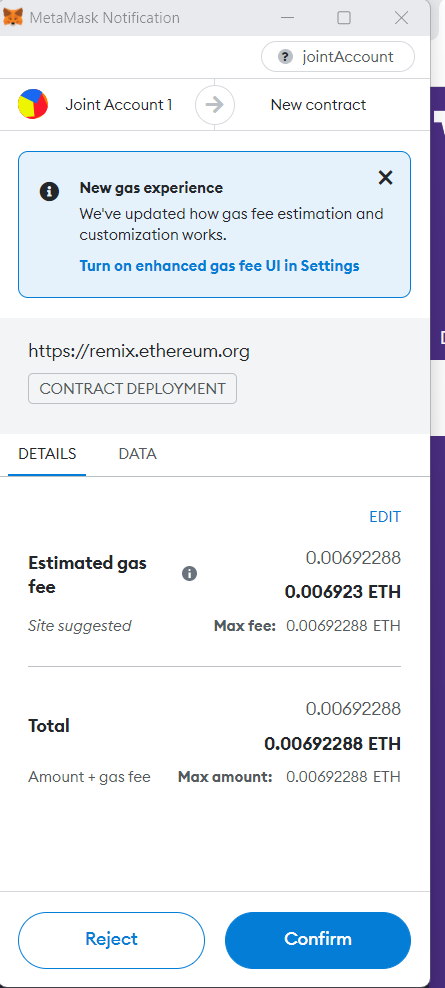 MetaMask Notification
? jointAccount
Joint Account 1
New contract
New gas experience
We've updated how gas fee estimation and
customization works.
Turn on enhanced gas fee UI in Settings
https://remix.ethereum.org
CONTRACT DEPLOYMENT
DETAILS DATA
EDIT
Estimated gas
fee
0.00692288
0.006923 ETH
Site suggested
Max fee: 0.00692288 ETH
Total
0.00692288
0.00692288 ETH
Amount + gas fee
Max amount: 0.00692288 ETH
Reject
Confirm